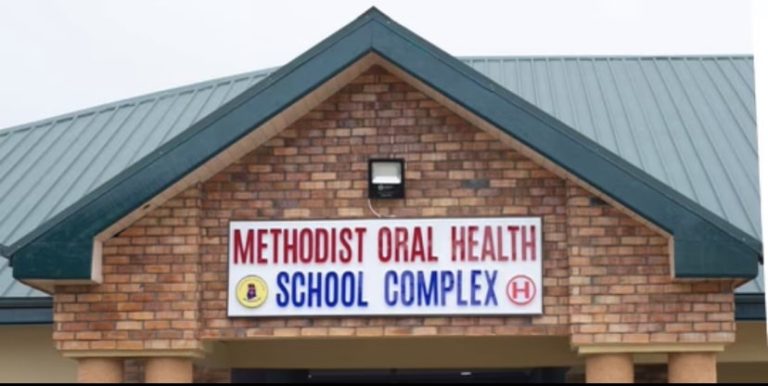 METHODIST ORAL HEALTH
SCHOOL COMPLEX H